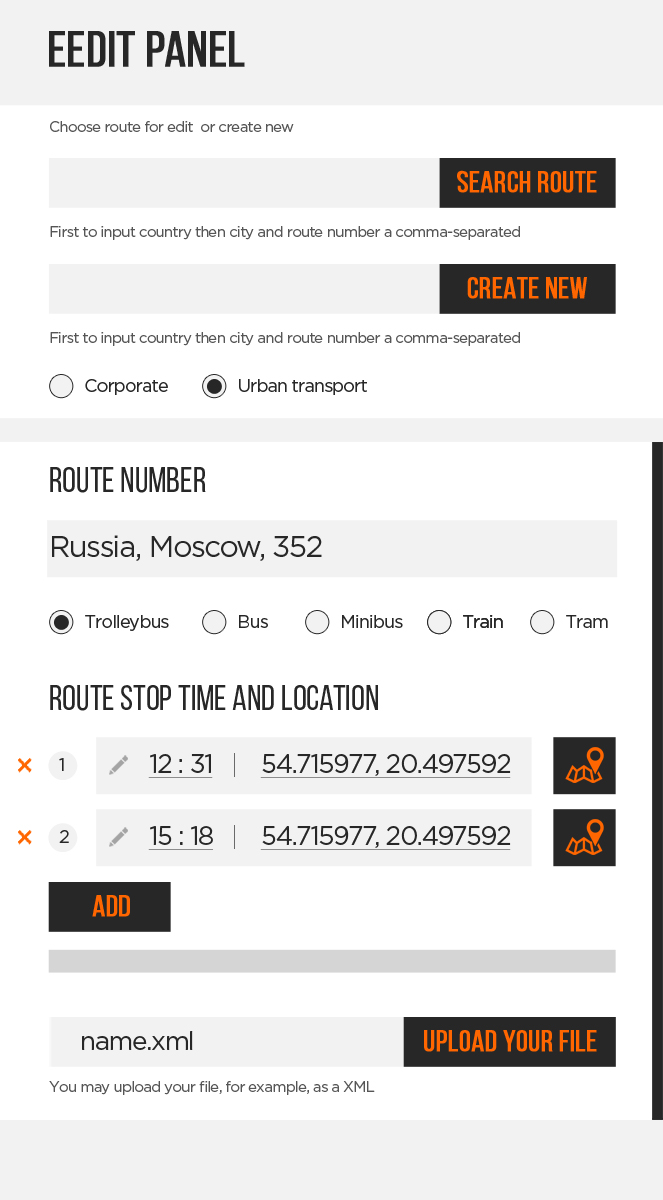 EEDIT PANEL
Choose route for edit or create new
SEARCH ROUTE
First to input country then city and route number a comma-separated
CREATE NEW
First to input country then city and route number a comma-separated
Corporate Urban transport
ROUTE NUMBER
Russia, Moscow, 352
Trolleybus Bus Minibus Train Tram
ROUTE STOP TIME AND LOCATION
1 12 : 31 54.715977, 20.497592
2 15 : 18 54.715977, 20.497592
ADD
name.xml UPLOAD YOUR FILE
You may upload your file, for example, as a XML